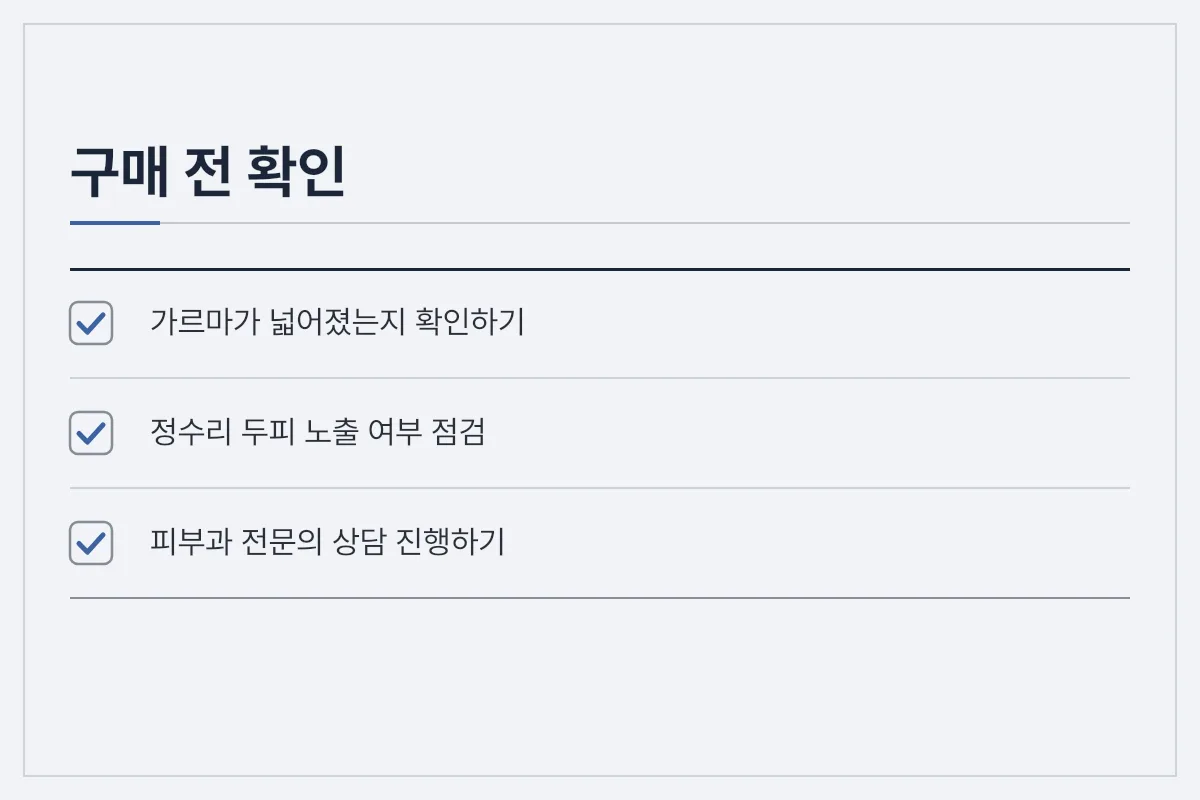 구매 전 확인
가르마가 넓어졌는지 확인하기
정수리 두피 노출 여부 점검
피부과 전문의 상담 진행하기